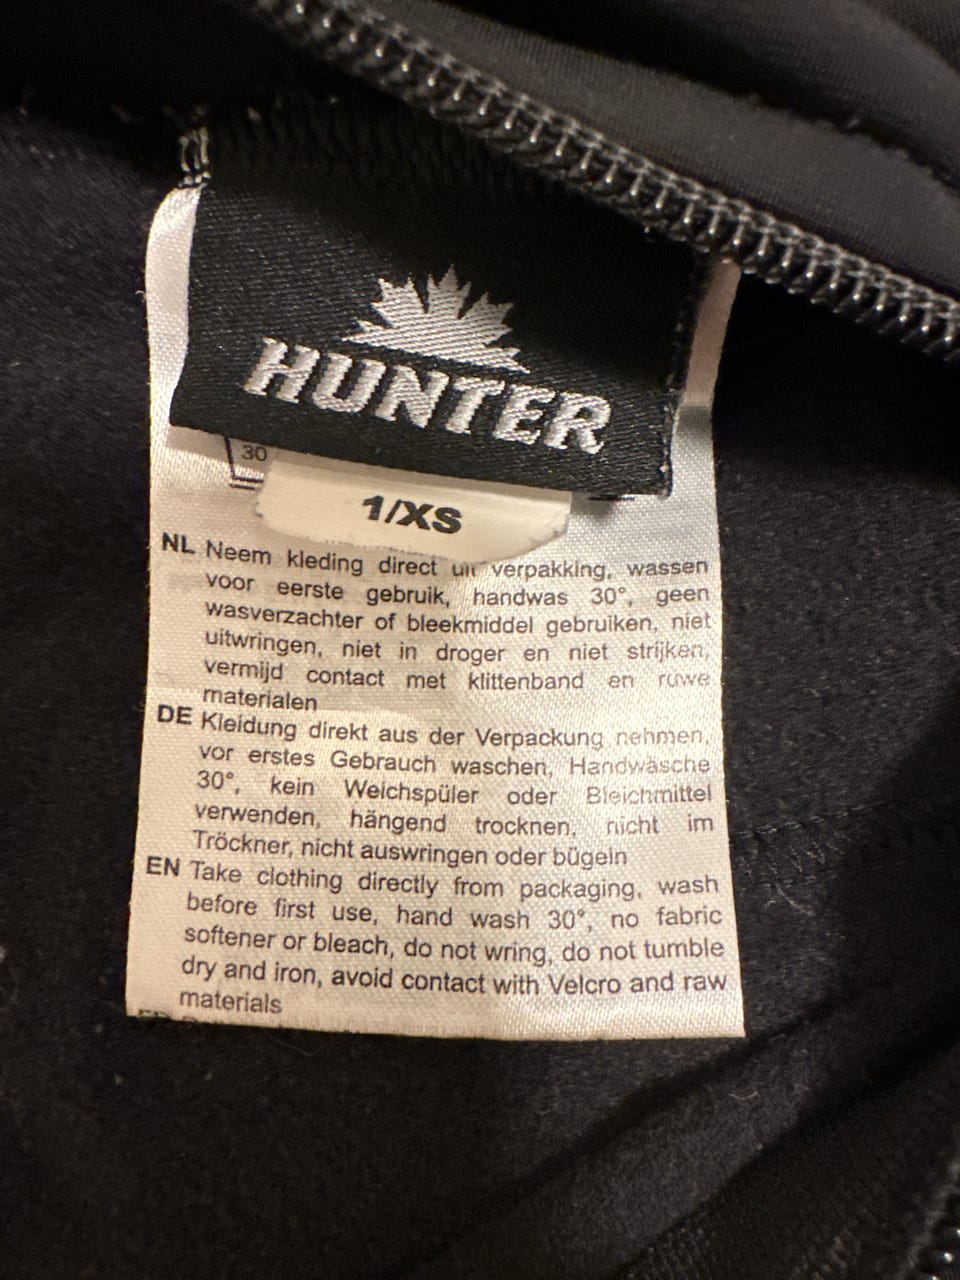 HUNTER
30
1/XS
NL Neem kleding direct uit verpakking, wassen
voor eerste gebruik, handwas 30°, geen
wasverzachter of bleekmiddel gebruiken, niet
uitwringen, niet in droger en niet strijken,
vermijd contact met klittenband en ruwe
materialen
DE Kleidung direkt aus der Verpackung nehmen,
vor erstes Gebrauch waschen, Handwäsche
30°, kein Weichspüler oder Bleichmittel
verwenden, hängend trocknen, nicht im
Tröckner, nicht auswringen oder bügeln
EN Take clothing directly from packaging, wash
before first use, hand wash 30°, no fabric
softener or bleach, do not wring, do not tumble
dry and iron, avoid contact with Velcro and raw
materials